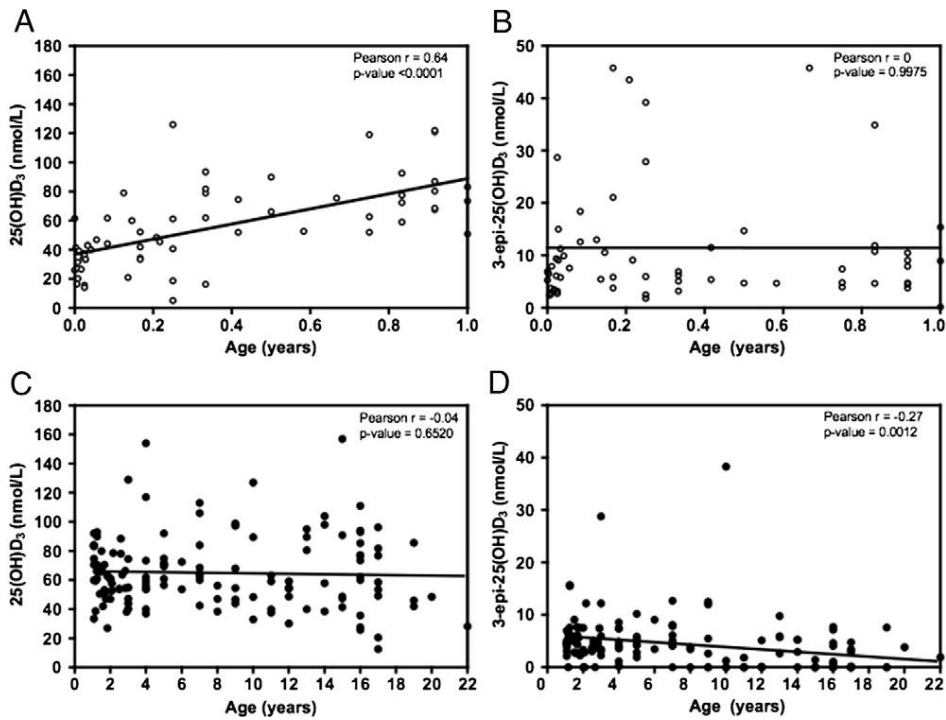 A
180
160
140
120
100
80
60
40
20
0
25(OH)D₃ (nmol/L)
Pearson r = 0.64
p-value <0.0001
0.0 0.2 0.4 0.6 0.8 1.0
Age (years)
B
50
40
30
20
10
0
3-epi-25(OH)D₃ (nmol/L)
Pearson r = 0
p-value = 0.9975
0.0 0.2 0.4 0.6 0.8 1.0
Age (years)
C
180
160
140
120
100
80
60
40
20
0
25(OH)D₃ (nmol/L)
Pearson r = -0.04
p-value = 0.6520
0 2 4 6 8 10 12 14 16 18 20 22
Age (years)
D
50
40
30
20
10
0
3-epi-25(OH)D₃ (nmol/L)
Pearson r = -0.27
p-value = 0.0012
0 2 4 6 8 10 12 14 16 18 20 22
Age (years)